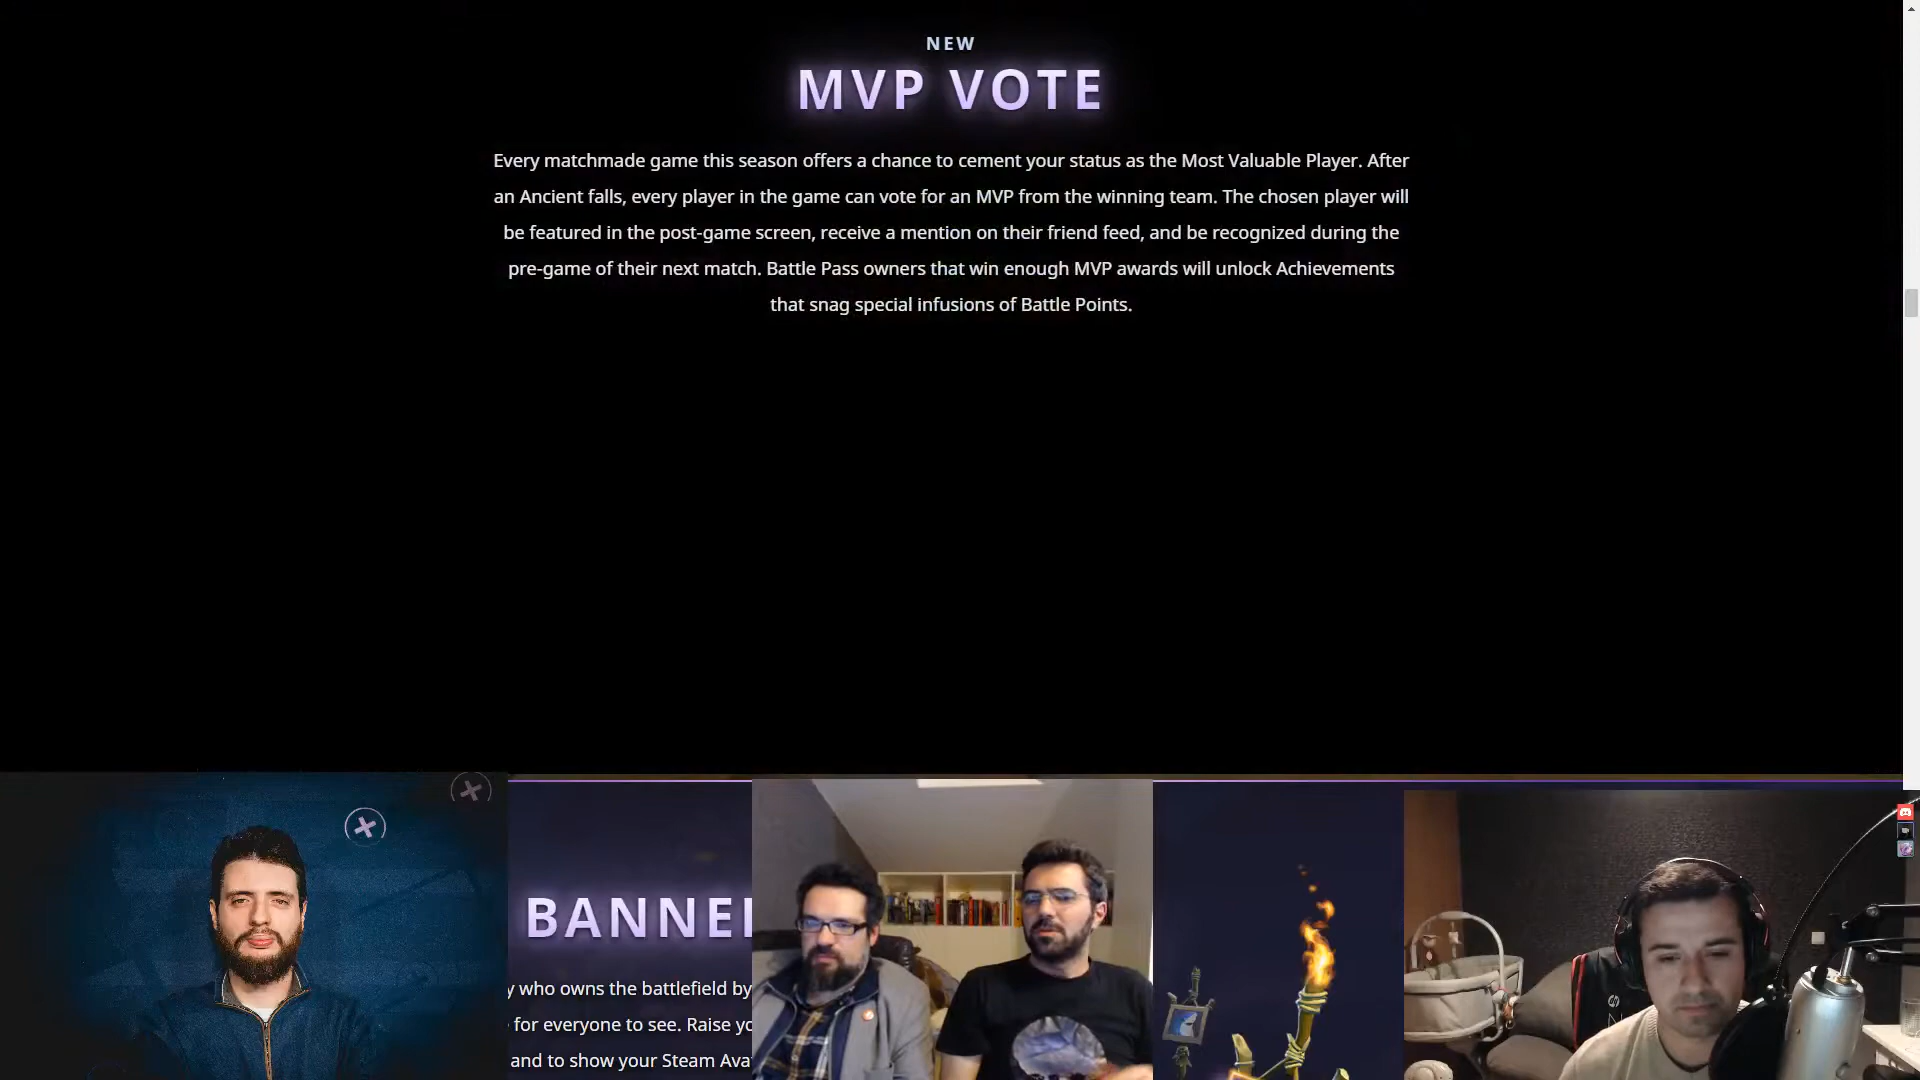 NEW
MVP VOTE
Every matchmade game this season offers a chance to cement your status as the Most Valuable Player. After
an Ancient falls, every player in the game can vote for an MVP from the winning team. The chosen player will
be featured in the post-game screen, receive a mention on their friend feed, and be recognized during the
pre-game of their next match. Battle Pass owners that win enough MVP awards will unlock Achievements
that snag special infusions of Battle Points.
BANNE
who owns the battlefield by
for everyone to see. Raise
and to show your Steam